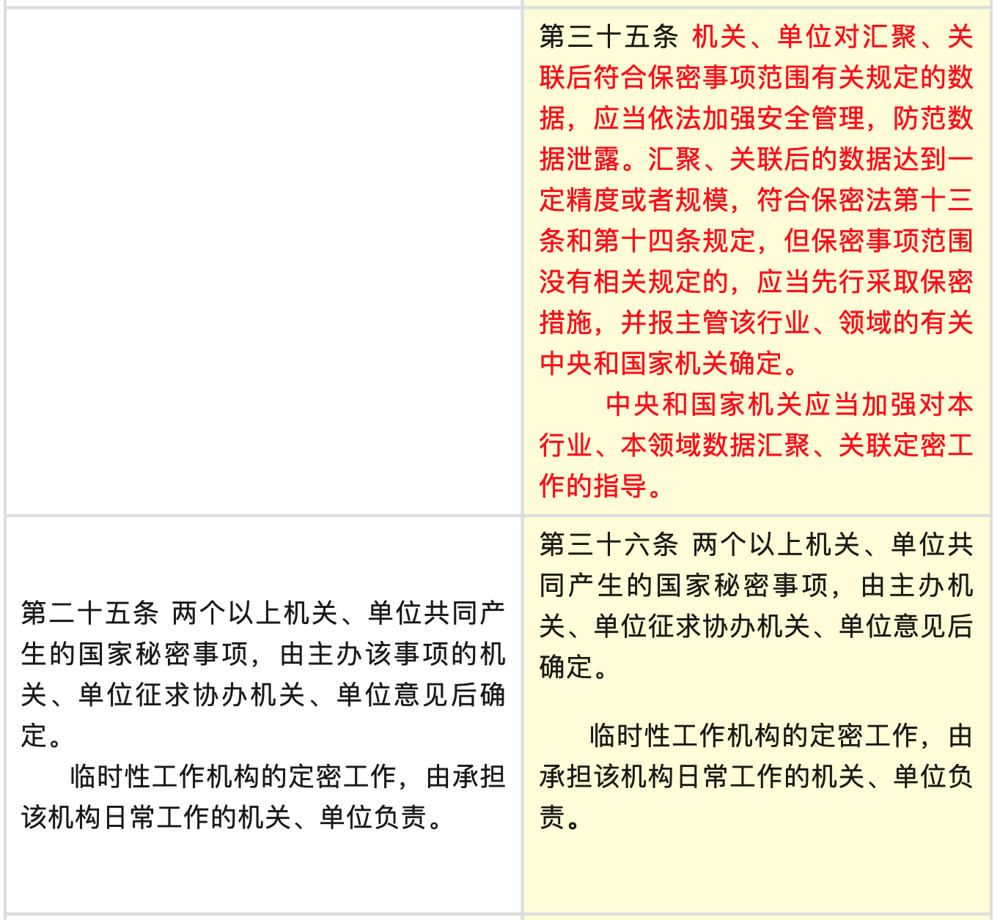 第三十五条 机关、单位对汇聚、关
联后符合保密事项范围有关规定的数
据，应当依法加强安全管理，防范数
据泄露。汇聚、关联后的数据达到一
定精度或者规模，符合保密法第十三
条和第十四条规定，但保密事项范围
没有相关规定的，应当先行采取保密
措施，并报主管该行业、领域的有关
中央和国家机关确定。
中央和国家机关应当加强对本
行业、本领域数据汇聚、关联定密工
作的指导。
第二十五条 两个以上机关、单位共同产
生的国家秘密事项，由主办该事项的机
关、单位征求协办机关、单位意见后确
定。
临时性工作机构的定密工作，由承担
该机构日常工作的机关、单位负责。
第三十六条 两个以上机关、单位共
同产生的国家秘密事项，由主办机
关、单位征求协办机关、单位意见后
确定。
临时性工作机构的定密工作，由
承担该机构日常工作的机关、单位负
责。